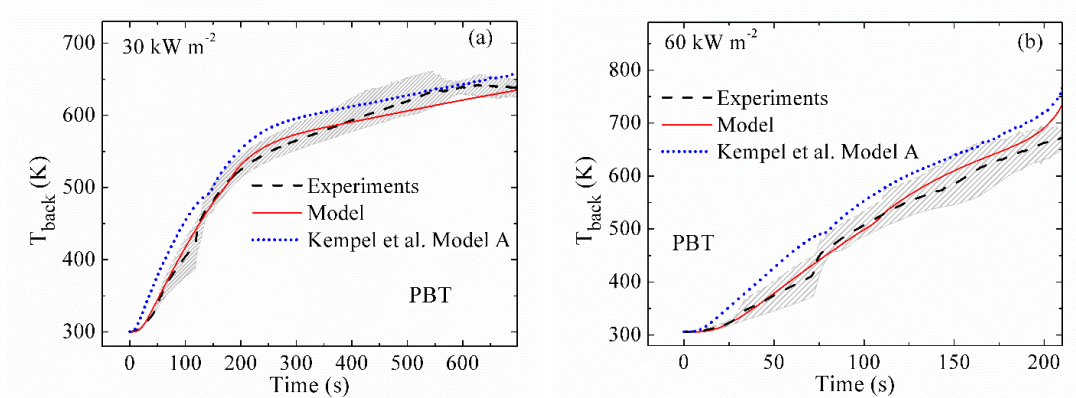 30 kW m⁻²
(a)
700
600
500
400
300
T_back (K)
Experiments
Model
Kempel et al. Model A
PBT
0 100 200 300 400 500 600
Time (s)
60 kW m⁻²
(b)
800
700
600
500
400
300
T_back (K)
Experiments
Model
Kempel et al. Model A
PBT
0 50 100 150 200
Time (s)